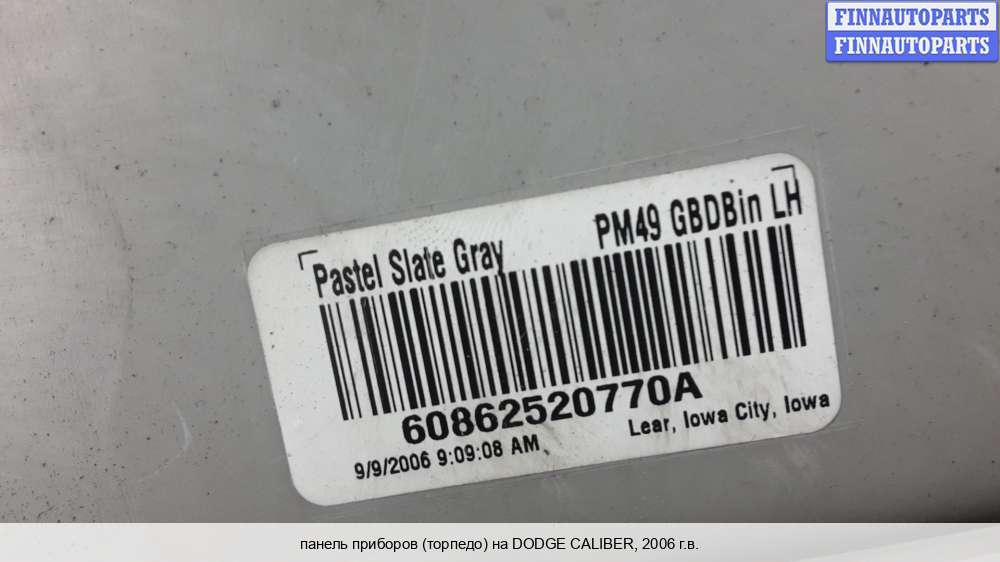 FINNAUTOPARTS
FINNAUTOPARTS
Pastel Slate Gray
PM49 GBDBin LH
60862520770A
9/9/2006 9:09:08 AM
Lear, Iowa City, Iowa
панель приборов (торпедо) на DODGE CALIBER, 2006 г.в.